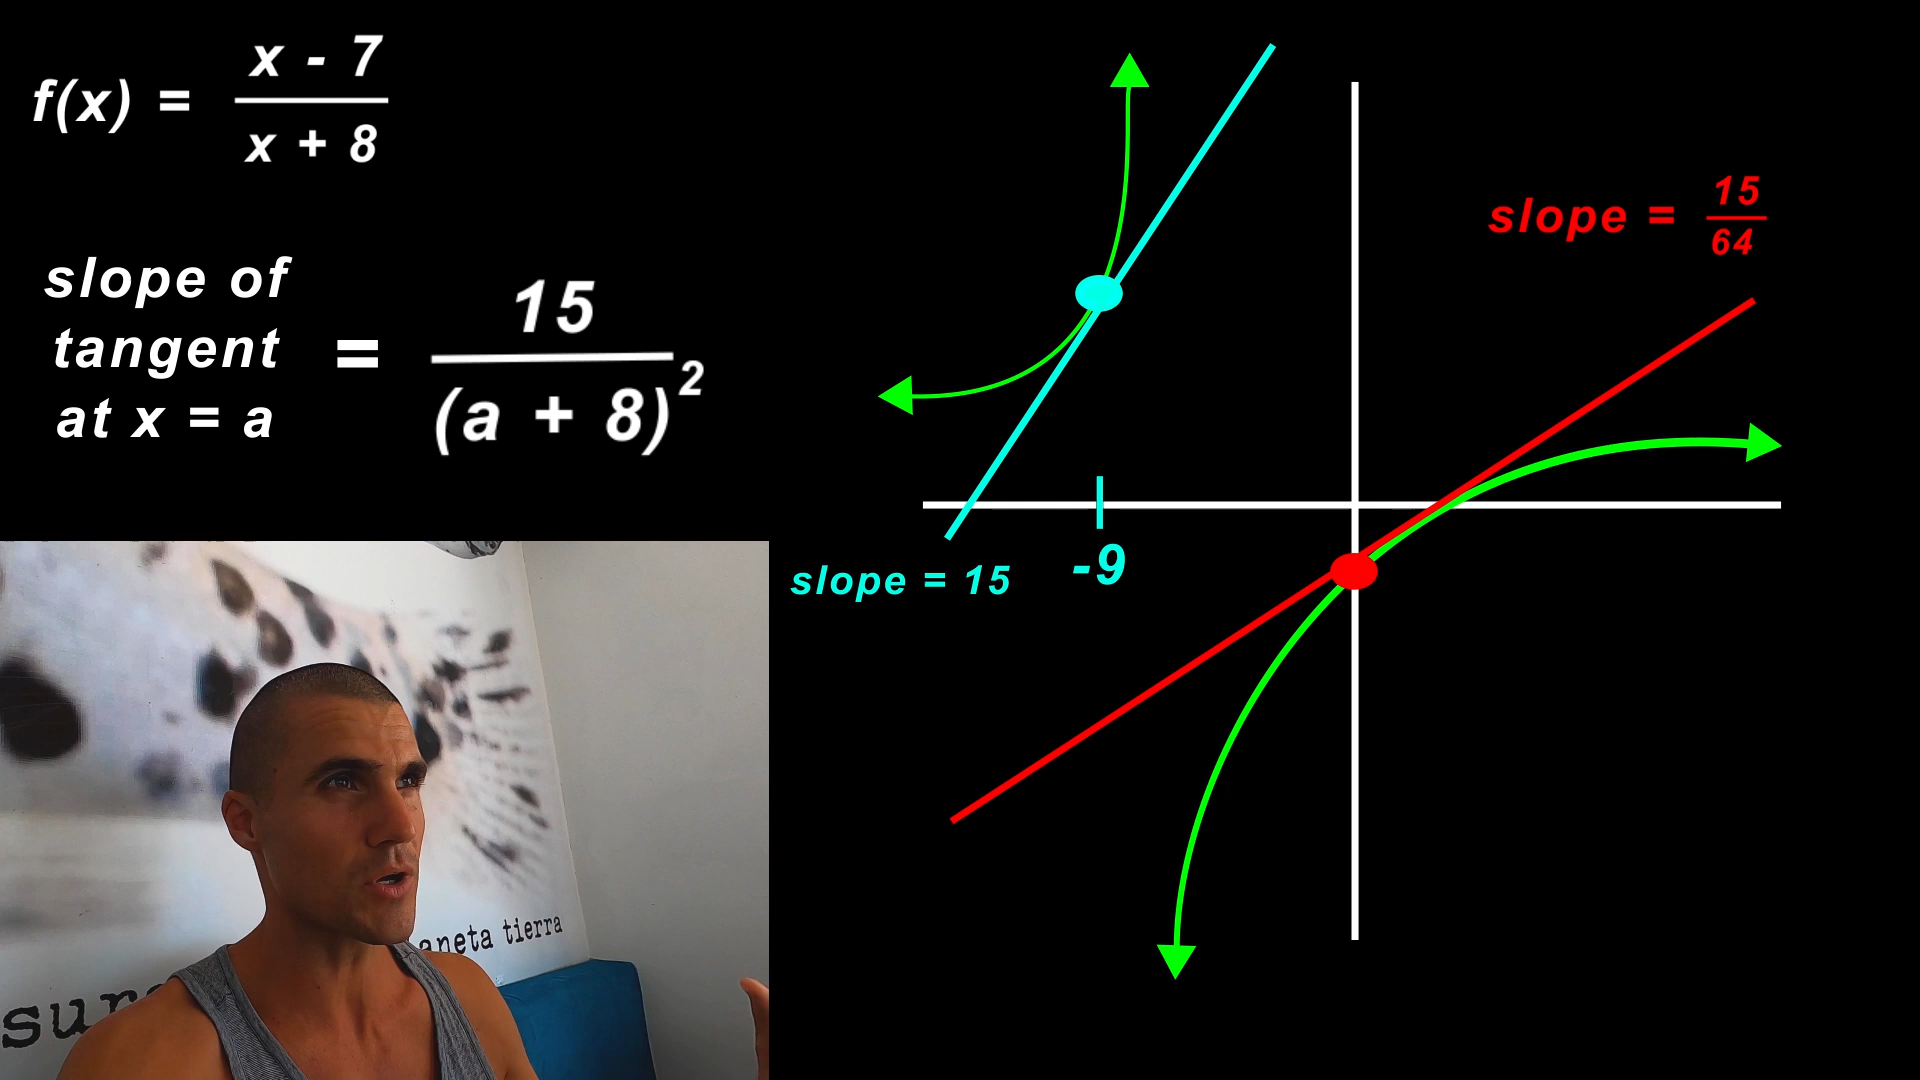 f(x) = x - 7
x + 8
slope of
tangent
at x = a
= 15
(a + 8)²
slope = 15
64
slope = 15
-9
aneta tierra